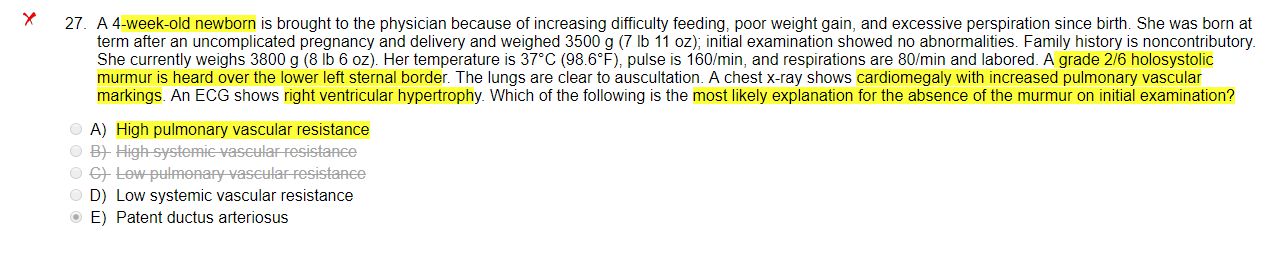 27. A 4-week-old newborn is brought to the physician because of increasing difficulty feeding, poor weight gain, and excessive perspiration since birth. She was born at
term after an uncomplicated pregnancy and delivery and weighed 3500 g (7 lb 11 oz); initial examination showed no abnormalities. Family history is noncontributory.
She currently weighs 3800 g (8 lb 6 oz). Her temperature is 37°C (98.6°F), pulse is 160/min, and respirations are 80/min and labored. A grade 2/6 holosystolic
murmur is heard over the lower left sternal border. The lungs are clear to auscultation. A chest x-ray shows cardiomegaly with increased pulmonary vascular
markings. An ECG shows right ventricular hypertrophy. Which of the following is the most likely explanation for the absence of the murmur on initial examination?
A) High pulmonary vascular resistance
B) High systemic vascular resistance
C) Low pulmonary vascular resistance
D) Low systemic vascular resistance
E) Patent ductus arteriosus